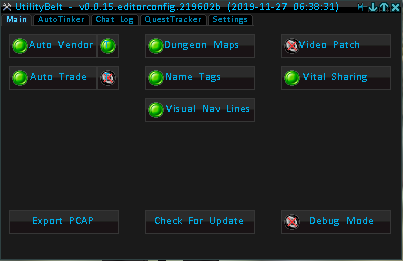 UtilityBelt - v0.0.15.editorconfig.219602b (2019-11-27 06:38:31)
Main AutoTinker Chat Log QuestTracker Settings
Auto Vendor Dungeon Maps Video Patch
Auto Trade Name Tags Vital Sharing
Visual Nav Lines
Export PCAP Check For Update Debug Mode